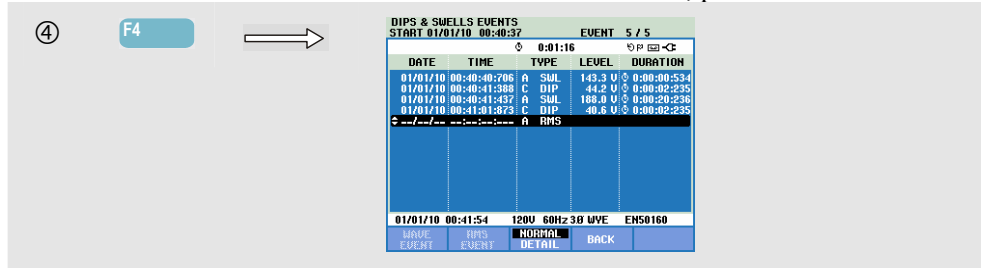 ④ F4
DIPS & SWELLS EVENTS
START 01/01/10 00:40:37 EVENT 5 / 5
0:01:16
DATE TIME TYPE LEVEL DURATION
01/01/10 00:40:40:706 A SWL 143.3 V 0:00:00:534
01/01/10 00:40:41:388 C DIP 44.2 V 0:00:02:235
01/01/10 00:40:41:437 A SWL 188.0 V 0:00:20:236
01/01/10 00:41:01:873 C DIP 40.6 V 0:00:02:235
--/--/-- --:--:--:--- A RMS
01/01/10 00:41:54 120V 60Hz 3Ø WYE EN50160
WAVE EVENT RMS EVENT NORMAL DETAIL BACK